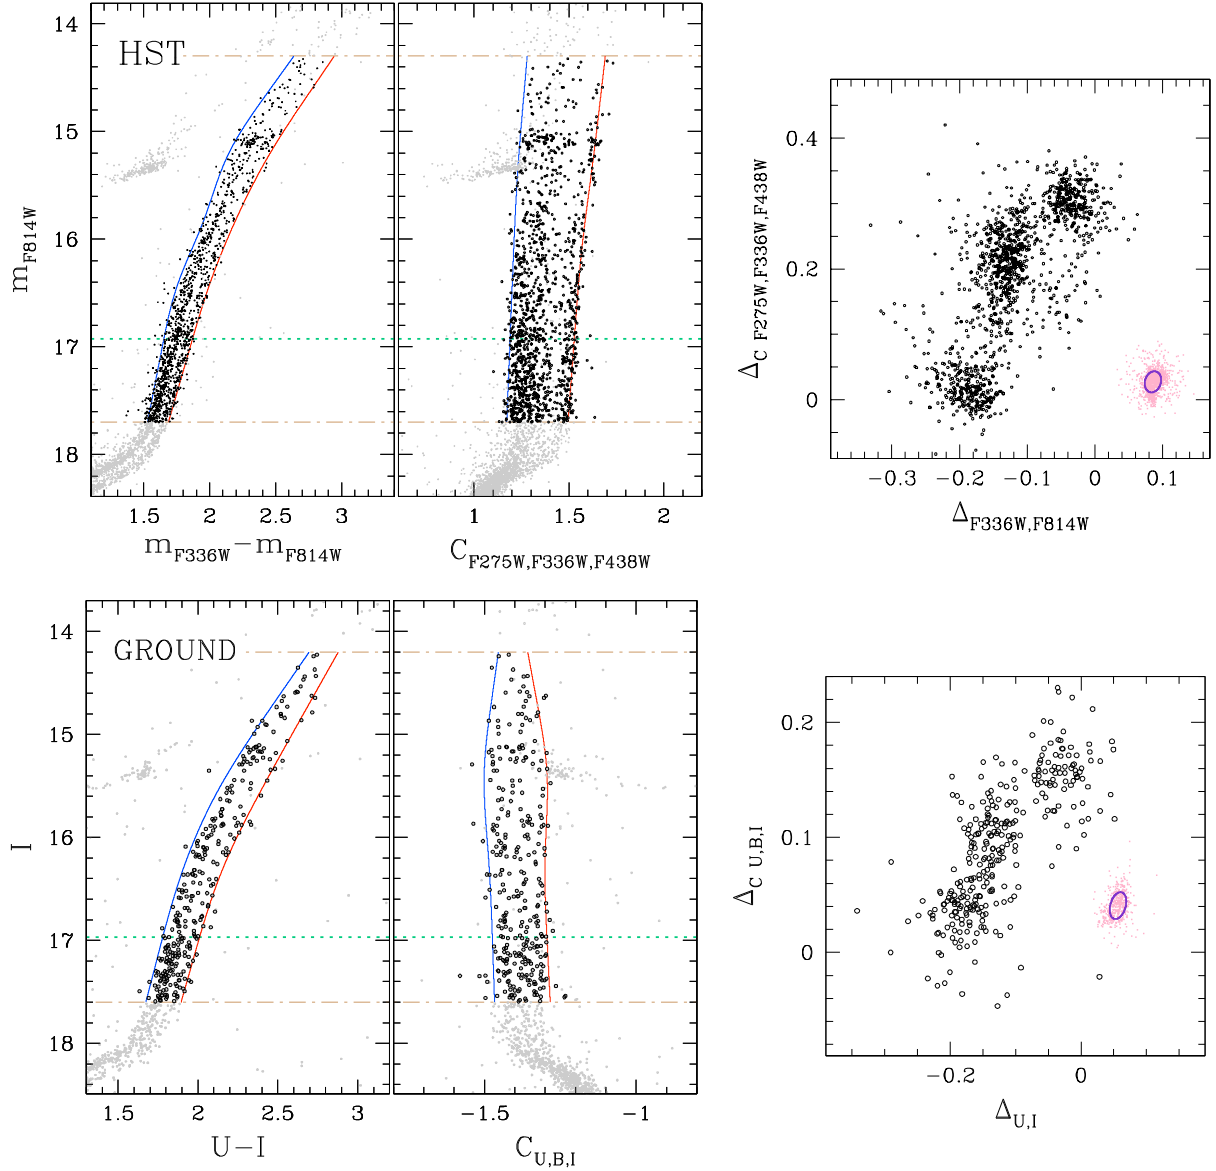 HST
14
15
16
17
18
m_F814W
1.5 2 2.5 3
m_F336W−m_F814W
1 1.5 2
C_F275W,F336W,F438W
0.4
0.2
0
Δ_C F275W,F336W,F438W
−0.3 −0.2 −0.1 0 0.1
Δ_F336W,F814W
GROUND
14
15
16
17
18
I
1.5 2 2.5 3
U−I
−1.5 −1
C_U,B,I
0.2
0.1
0
Δ_C U,B,I
−0.2 0
Δ_U,I